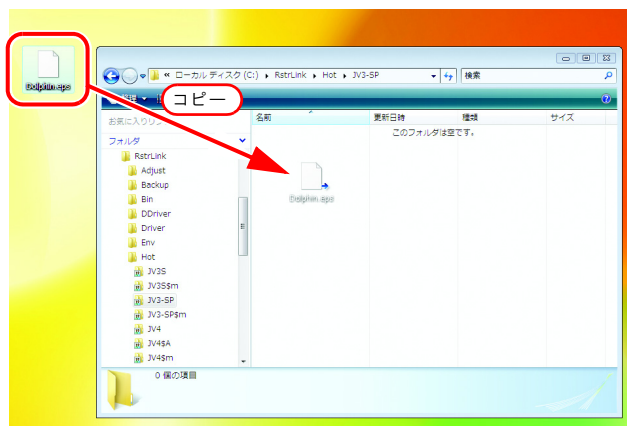 Dolphin.eps
« ローカル ディスク (C:) ▸ RstrLink ▸ Hot ▸ JV3-SP
検索
コピー
お気に入りリン
名前 更新日時 種類 サイズ
フォルダ
このフォルダは空です。
RstrLink
Adjust
Backup
Bin
DDriver
Driver
Env
Hot
JV3S
JV3S$m
JV3-SP
JV3-SP$m
JV4
JV4$A
JV4$m
Dolphin.eps
0 個の項目